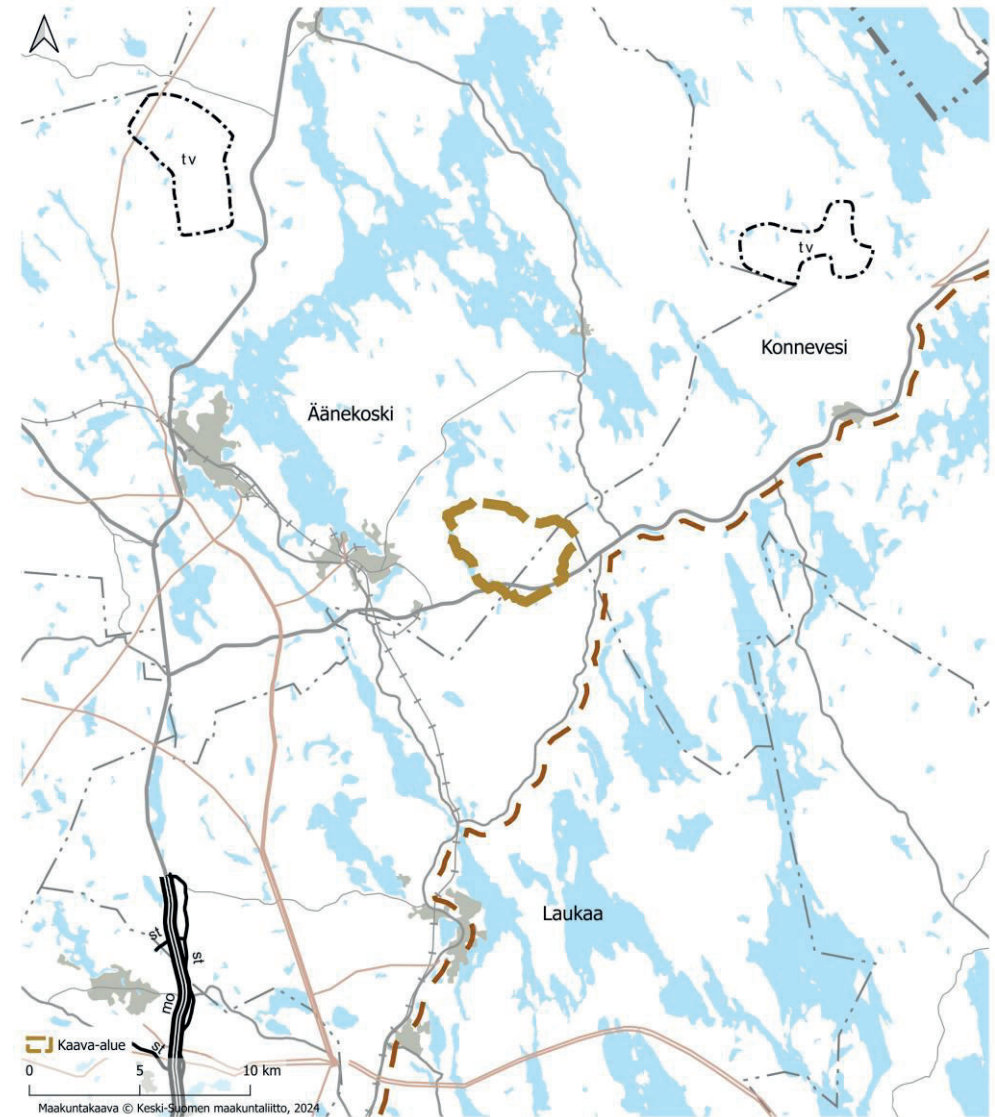 tv
tv
Konnevesi
Äänekoski
Laukaa
st
st
mo
st
Kaava-alue
0 5 10 km
Maakuntakaava © Keski-Suomen maakuntaliitto, 2024